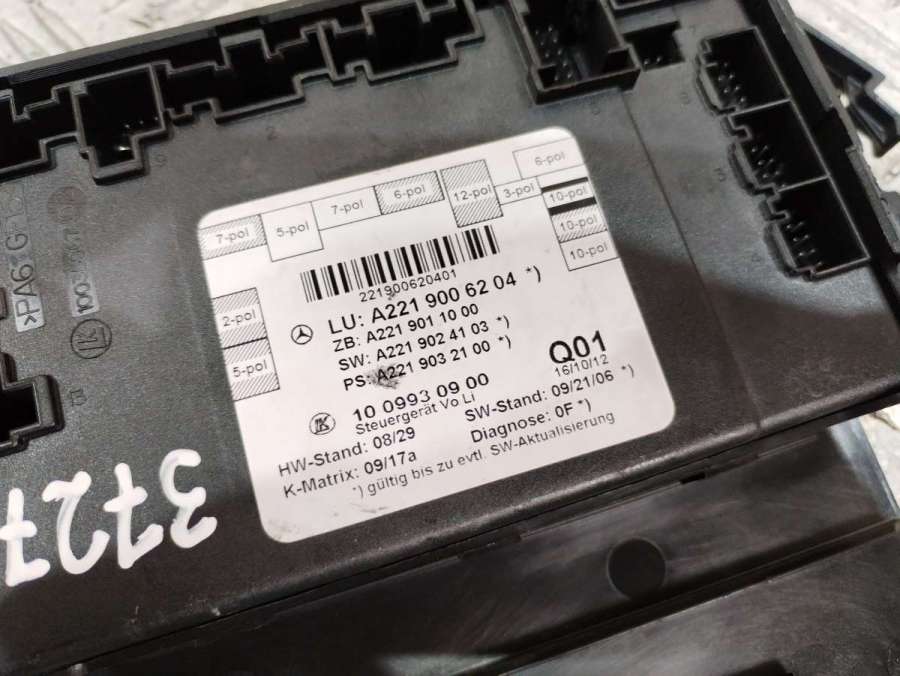 6-pol
12-pol
3-pol
10-pol
6-pol
7-pol
5-pol
7-pol
10-pol
10-pol
221900620401
LU: A221 900 62 04 *)
ZB: A221 901 10 00
SW: A221 902 41 03 *)
PS: A221 903 21 00 *)
2-pol
5-pol
Q01
16/10/12
10 0993 09 00
Steuergerät Vo Li
SW-Stand: 09/21/06 *)
HW-Stand: 08/29
Diagnose: 0F *)
K-Matrix: 09/17a
*) gültig bis zu evtl. SW-Aktualisierung
3727